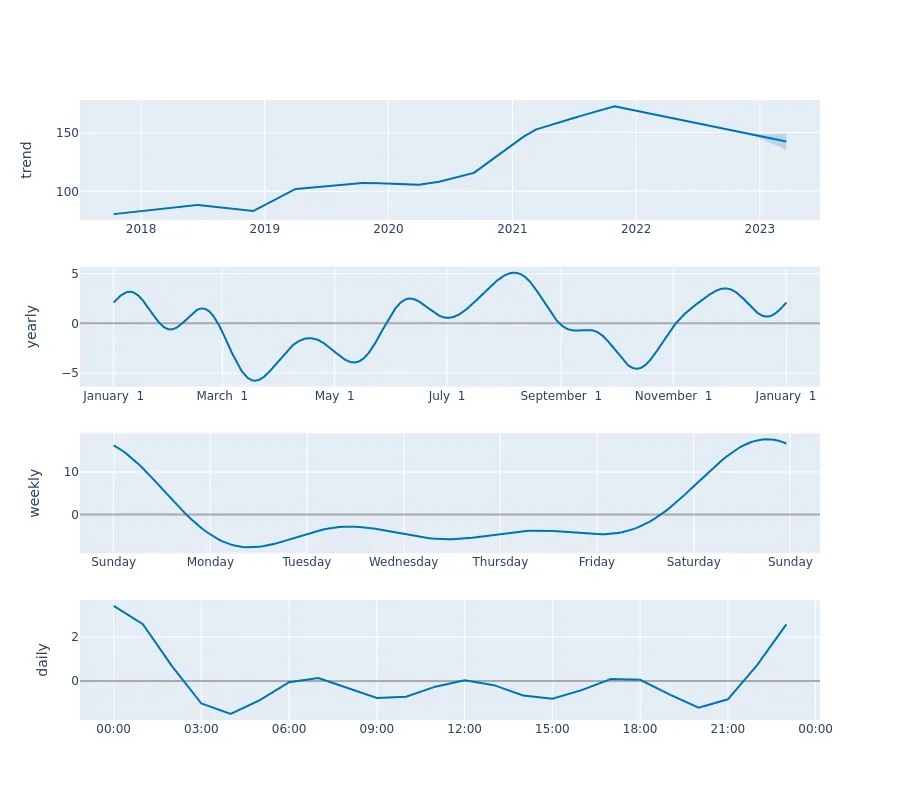 trend
150
100
2018 2019 2020 2021 2022 2023
yearly
5
0
−5
January 1 March 1 May 1 July 1 September 1 November 1 January 1
weekly
10
0
Sunday Monday Tuesday Wednesday Thursday Friday Saturday Sunday
daily
2
0
00:00 03:00 06:00 09:00 12:00 15:00 18:00 21:00 00:00